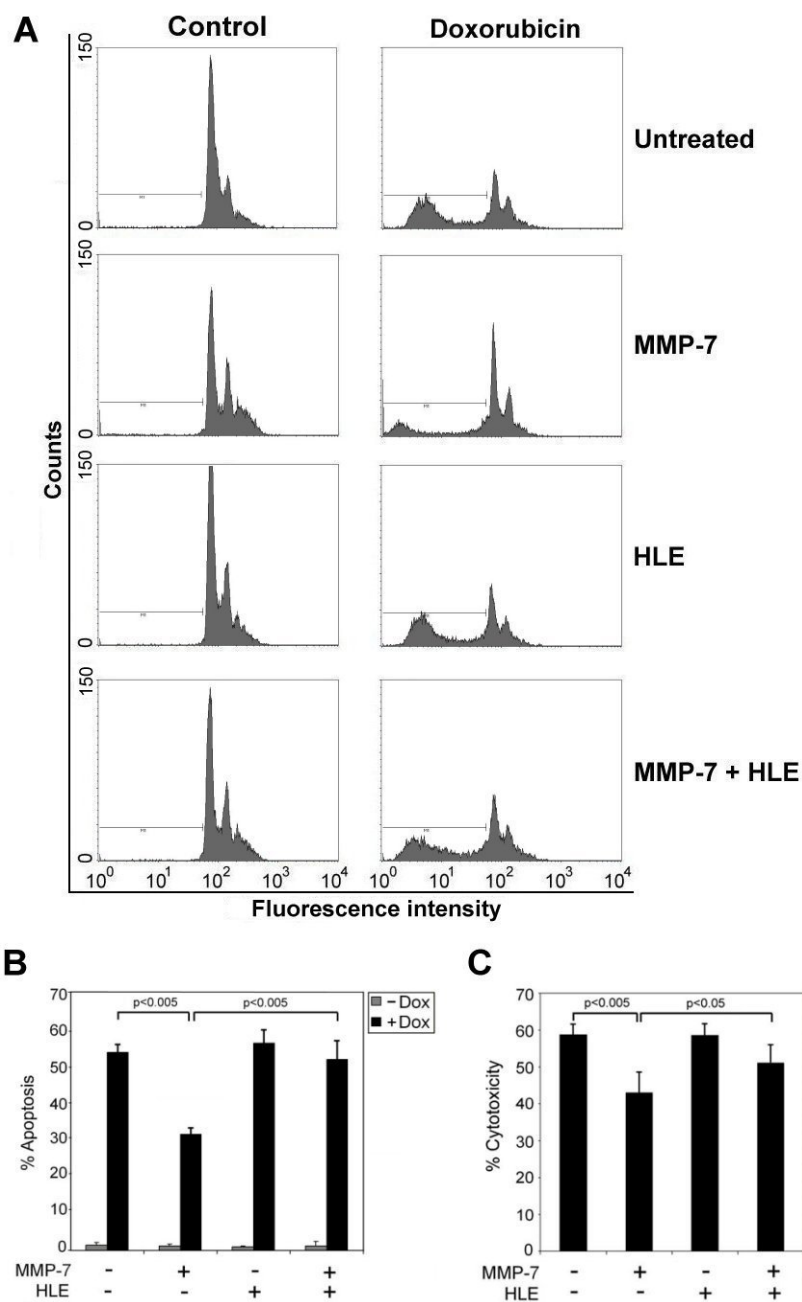 A
Control Doxorubicin
150
0
Untreated
150
0
MMP-7
Counts
150
0
HLE
150
0
MMP-7 + HLE
10⁰ 10¹ 10² 10³ 10⁴ 10⁰ 10¹ 10² 10³ 10⁴
Fluorescence intensity
B
70
60
50
40
30
20
10
0
% Apoptosis
p<0.005 p<0.005
- Dox
+ Dox
MMP-7 - + - +
HLE - - + +
C
70
60
50
40
30
20
10
0
% Cytotoxicity
p<0.005 p<0.05
MMP-7 - + - +
HLE - - + +